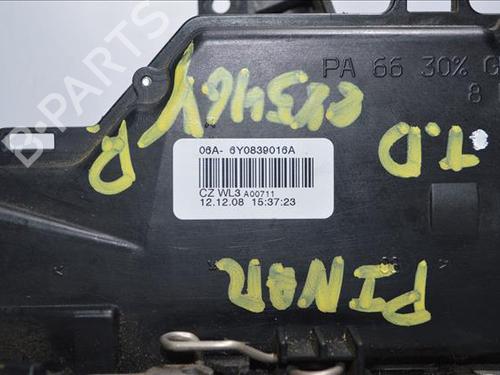 B-PARTS
PA 66 30% G
8
T.D
06A- 6Y0839016A
CZ WL3 A00711
12.12.08 15:37:23
PINAR